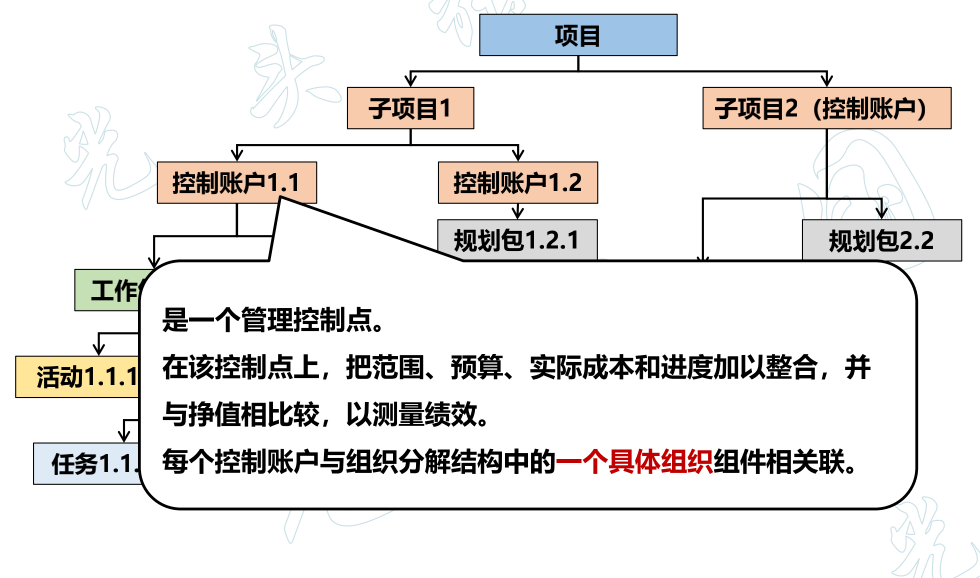 项目
子项目1
子项目2（控制账户）
控制账户1.1
控制账户1.2
规划包1.2.1
规划包2.2
工作
活动1.1.1
任务1.1.
是一个管理控制点。
在该控制点上，把范围、预算、实际成本和进度加以整合，并
与挣值相比较，以测量绩效。
每个控制账户与组织分解结构中的一个具体组织组件相关联。